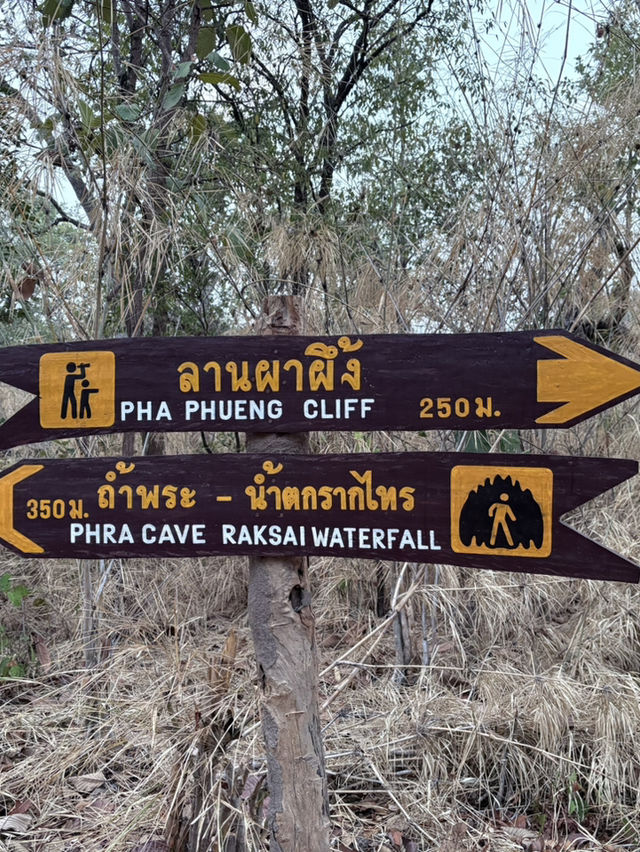 ลานผาผึ้ง
PHA PHUENG CLIFF 250 ม.
350 ม. ถ้ำพระ - น้ำตกรากไทร
PHRA CAVE RAKSAI WATERFALL